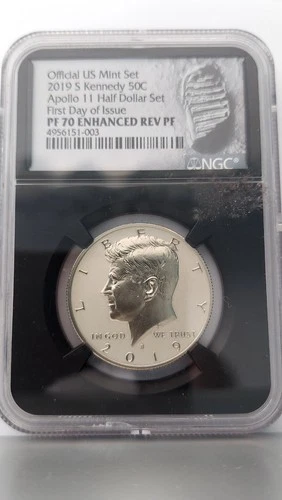 Official US Mint Set
2019 S Kennedy 50C
Apollo 11 Half Dollar Set
First Day of Issue
PF 70 ENHANCED REV PF
4956151-003
NGC
LIBERTY
IN GOD WE TRUST
S
2019